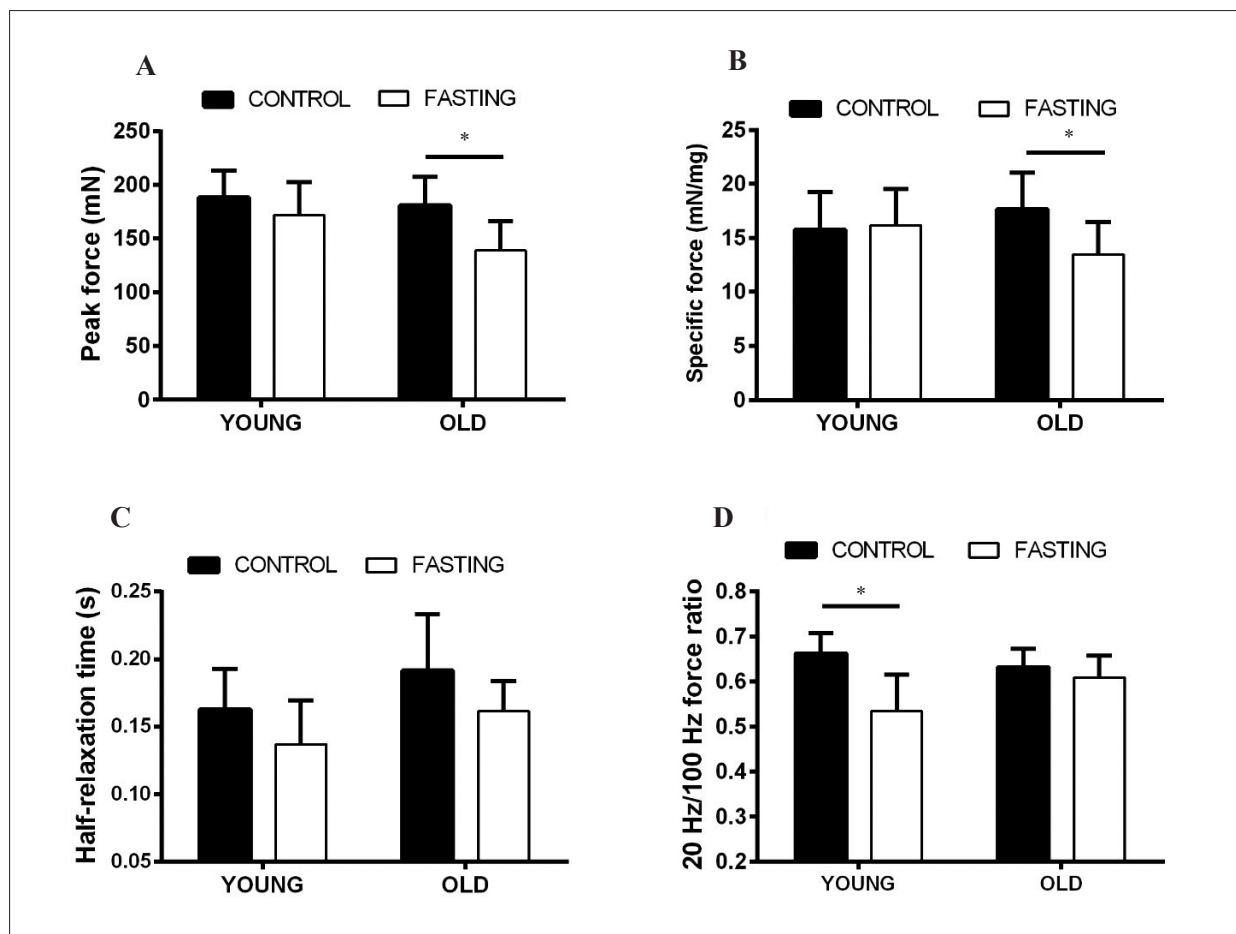 A
CONTROL FASTING
Peak force (mN)
250
200
150
100
50
0
*
YOUNG OLD
B
CONTROL FASTING
Specific force (mN/mg)
25
20
15
10
5
0
*
YOUNG OLD
C
CONTROL FASTING
Half-relaxation time (s)
0.25
0.20
0.15
0.10
0.05
YOUNG OLD
D
CONTROL FASTING
20 Hz/100 Hz force ratio
0.8
0.7
0.6
0.5
0.4
0.3
0.2
*
YOUNG OLD